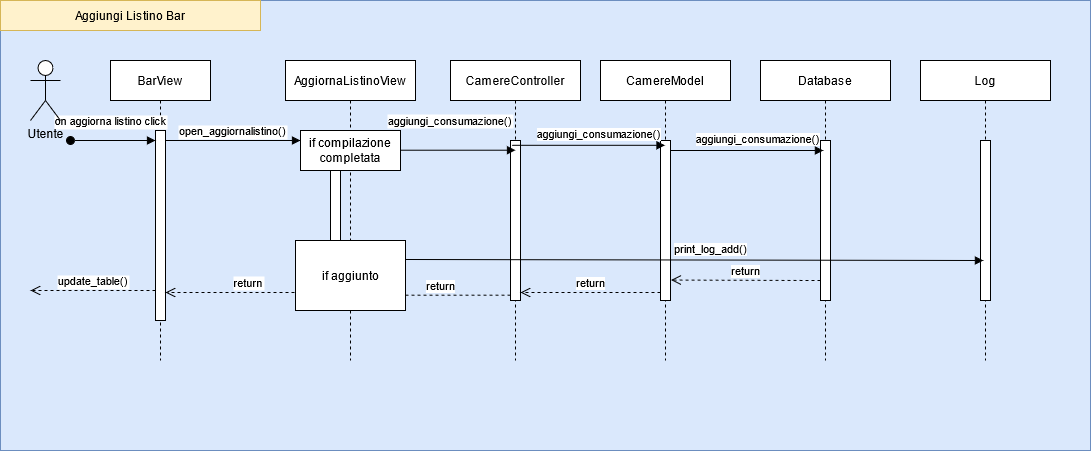 Aggiungi Listino Bar
BarView
AggiornaListinoView
CamereController
CamereModel
Database
Log
Utente
on aggiorna listino click
open_aggiornalistino()
if compilazione
completata
aggiungi_consumazione()
aggiungi_consumazione()
aggiungi_consumazione()
print_log_add()
if aggiunto
return
return
return
return
update_table()